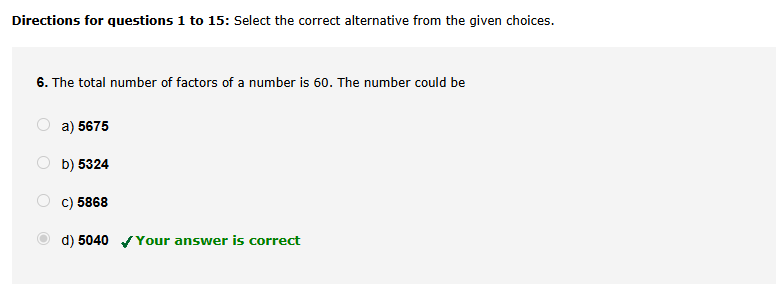 Directions for questions 1 to 15: Select the correct alternative from the given choices.
6. The total number of factors of a number is 60. The number could be
a) 5675
b) 5324
c) 5868
d) 5040 ✓Your answer is correct